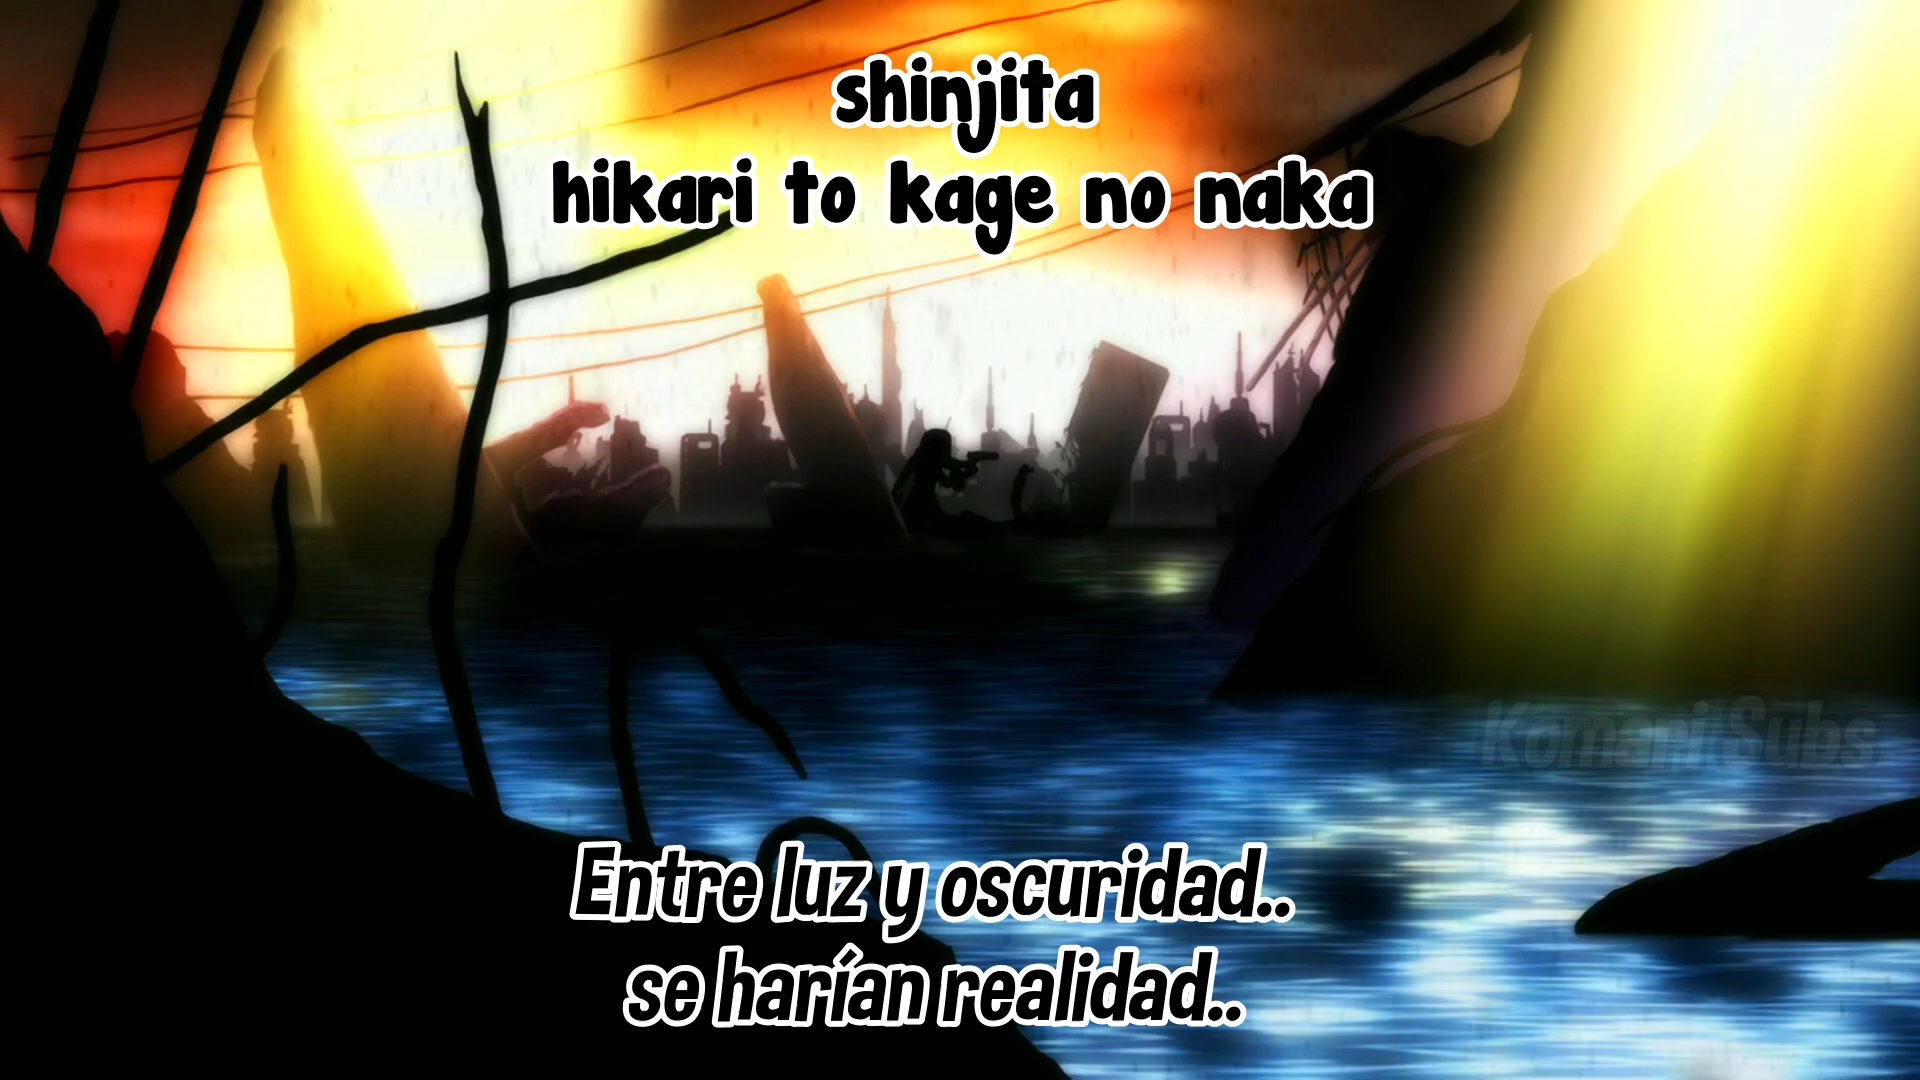 shinjita
hikari to kage no naka
Komani Subs
Entre luz y oscuridad..
se harían realidad..